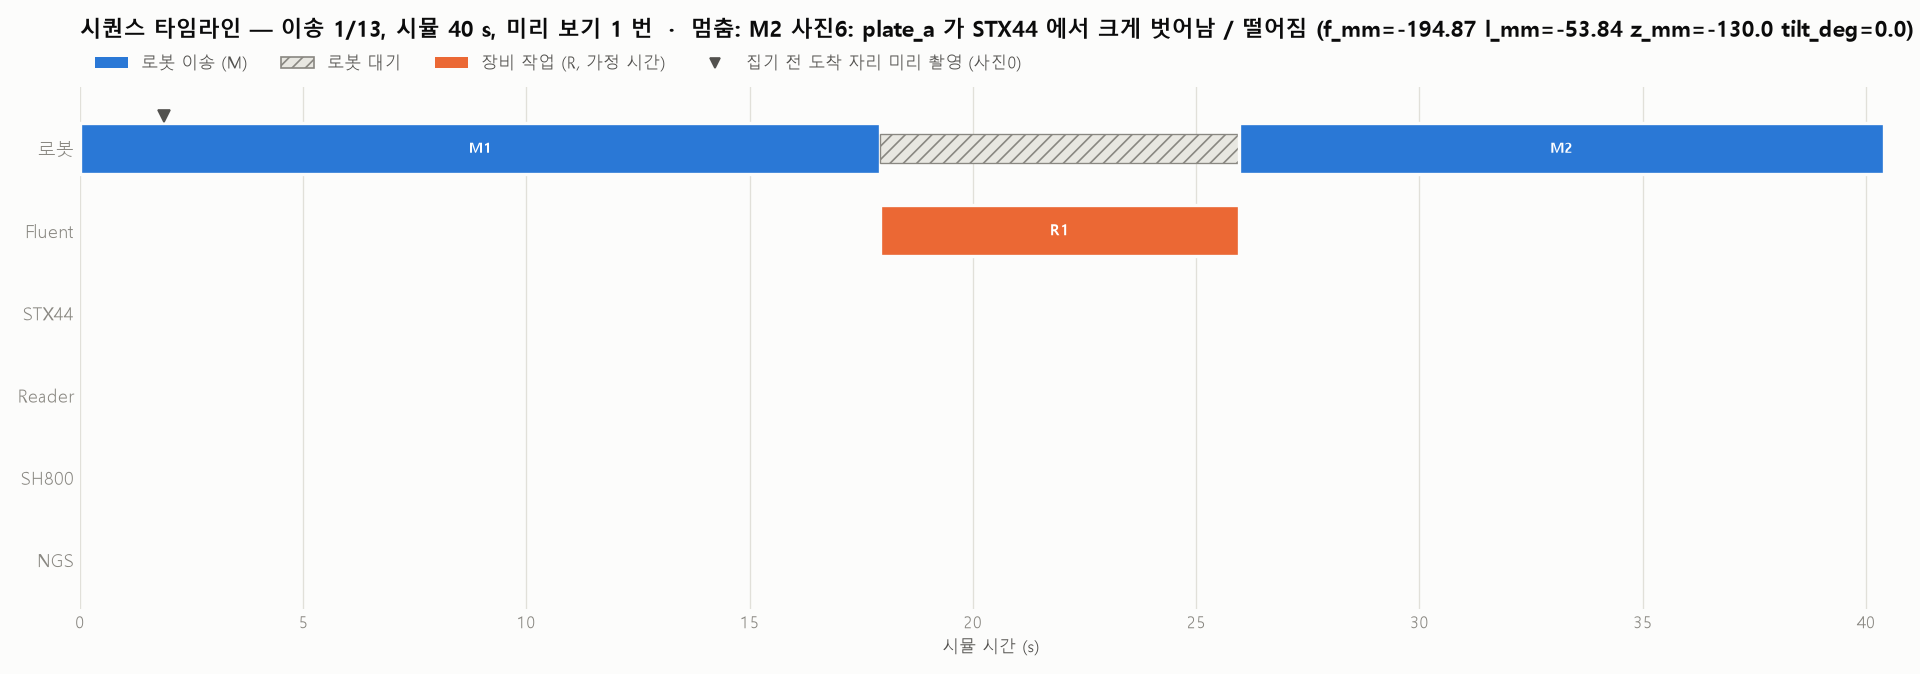 시퀀스 타임라인 — 이송 1/13, 시뮬 40 s, 미리 보기 1 번 · 멈춤: M2 사진6: plate_a 가 STX44 에서 크게 벗어남 / 떨어짐 (f_mm=-194.87 l_mm=-53.84 z_mm=-130.0 tilt_deg=0.0)
로봇 이송 (M) 로봇 대기 장비 작업 (R, 가정 시간) 집기 전 도착 자리 미리 촬영 (사진0)
로봇 M1 M2
Fluent R1
STX44
Reader
SH800
NGS
0 5 10 15 20 25 30 35 40
시뮬 시간 (s)